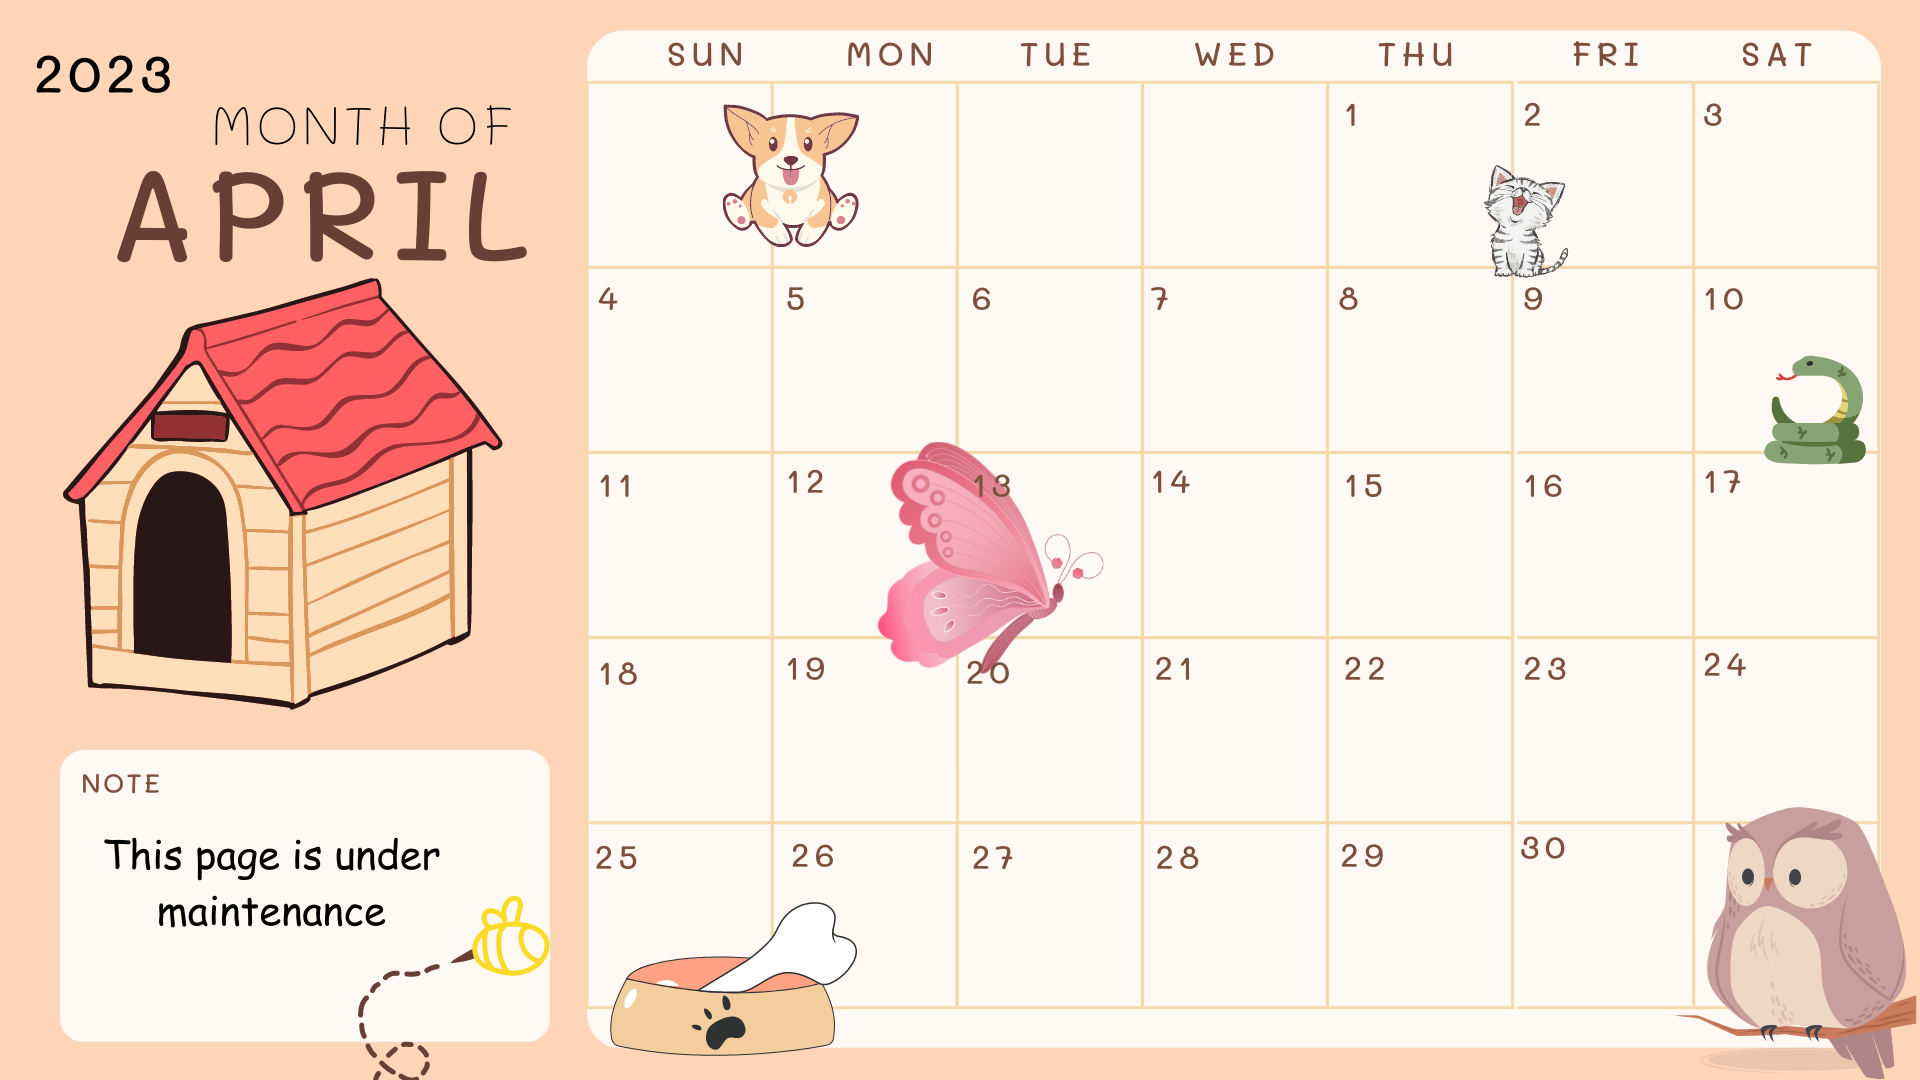 2023
MONTH OF
APRIL
NOTE
This page is under
maintenance
SUN MON TUE WED THU FRI SAT
1 2 3
4 5 6 7 8 9 10
11 12 13 14 15 16 17
18 19 20 21 22 23 24
25 26 27 28 29 30